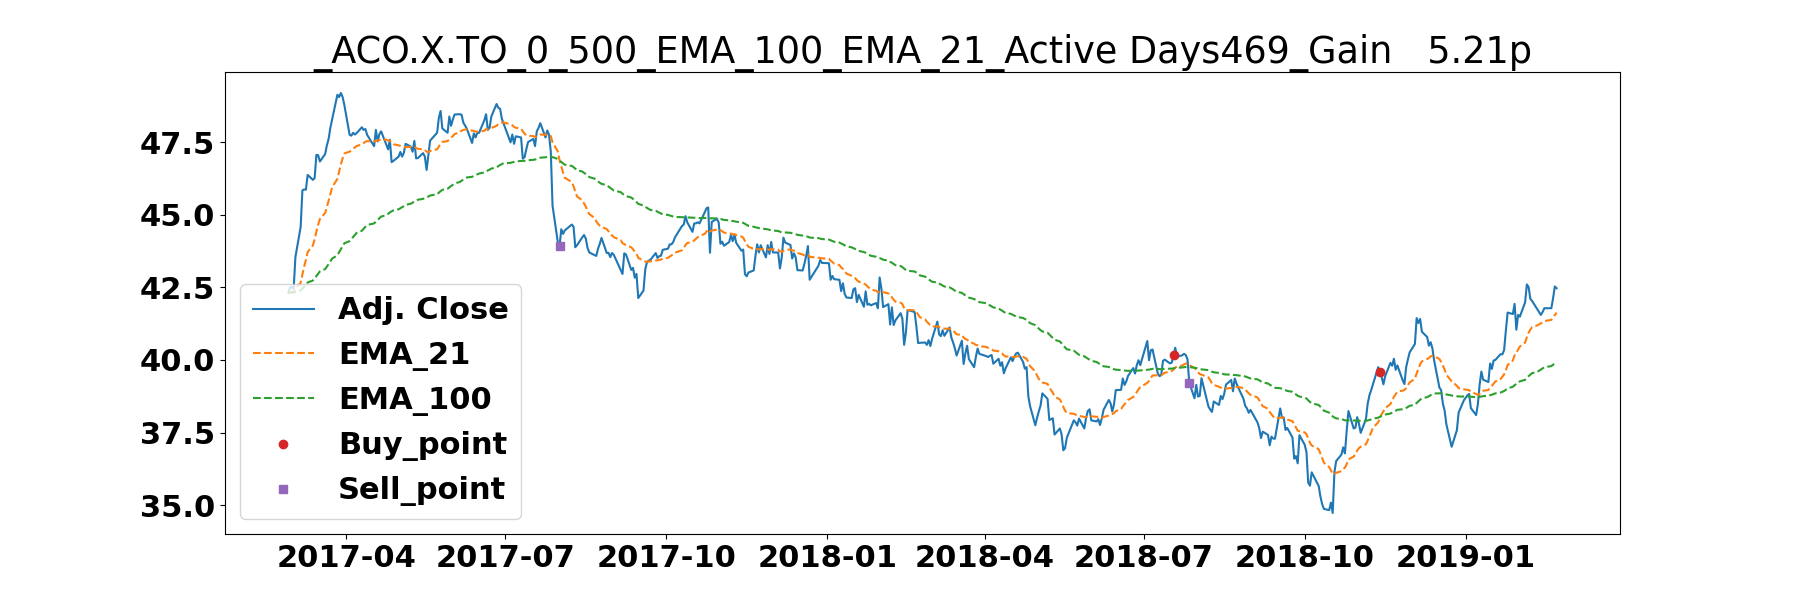 _ACO.X.TO_0_500_EMA_100_EMA_21_Active Days469_Gain   5.21p
47.5
45.0
42.5
40.0
37.5
35.0
Adj. Close
EMA_21
EMA_100
Buy_point
Sell_point
2017-04 2017-07 2017-10 2018-01 2018-04 2018-07 2018-10 2019-01